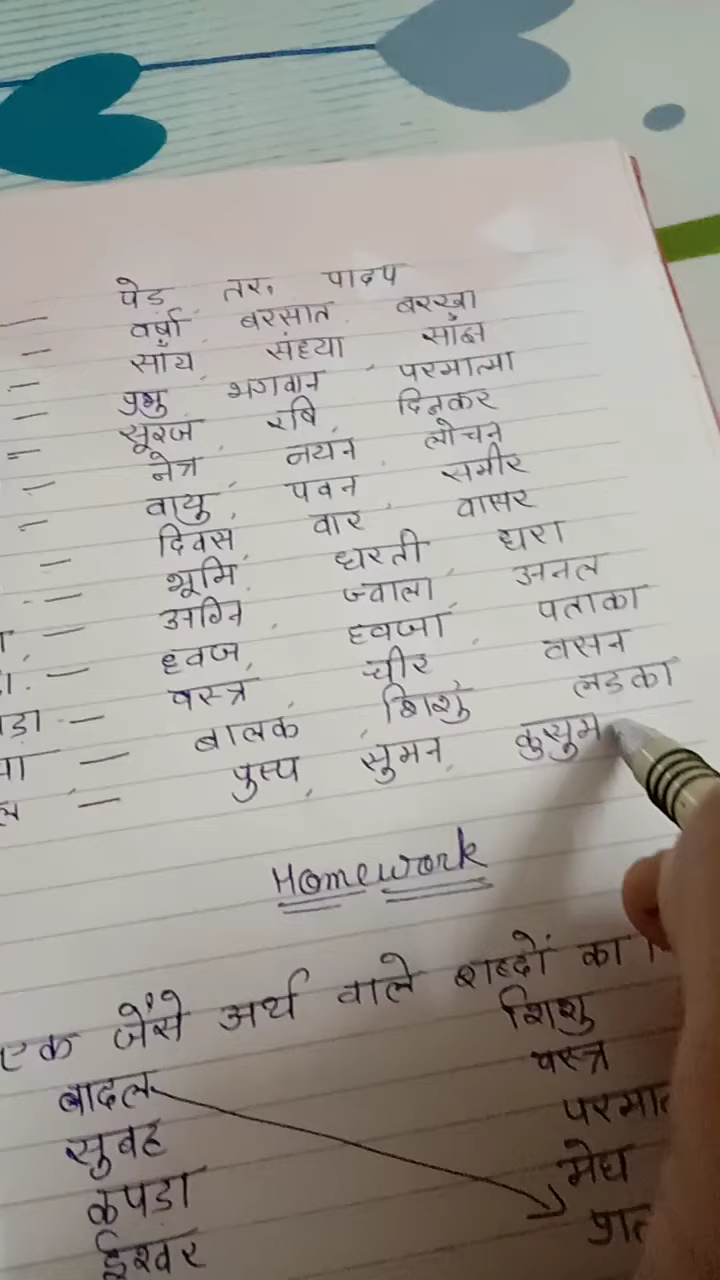 पेड़ तरु, पादप
— वर्षा, बरसात, बरखा
— साँय, संध्या साँझ
— प्रभु, भगवान, परमात्मा
— सूरज, रवि, दिनकर
— नेत्र, नयन, लोचन
— वायु, पवन, समीर
— दिवस, वार वासर
— भूमि, धरती धरा
— अग्नि, ज्वाला, अनल
— ध्वज, ध्वजा, पताका
ड़ा — वस्त्र चीर वसन
— बालक, शिशु लड़का
ल — पुष्प, सुमन, कुसुम
Homework
एक जैसे अर्थ वाले शब्दों का
बादल शिशु
सुबह वस्त्र
कपड़ा
ईश्वर मेघ